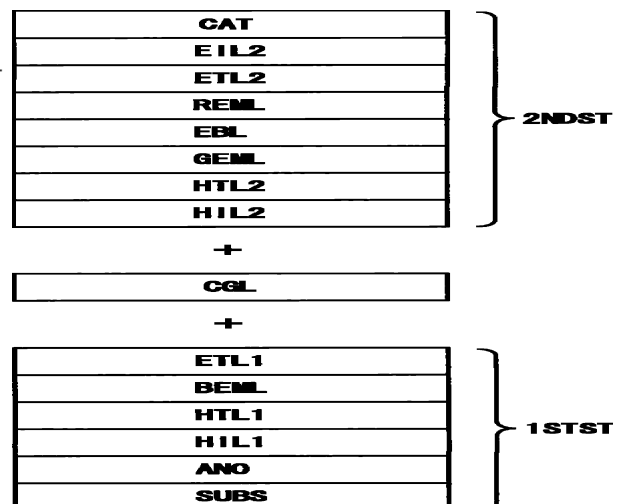 CAT
EIL2
ETL2
REML
EBL
GEML
HTL2
HIL2
2NDST
+
CGL
+
ETL1
BEML
HTL1
HIL1
ANO
SUBS
1STST